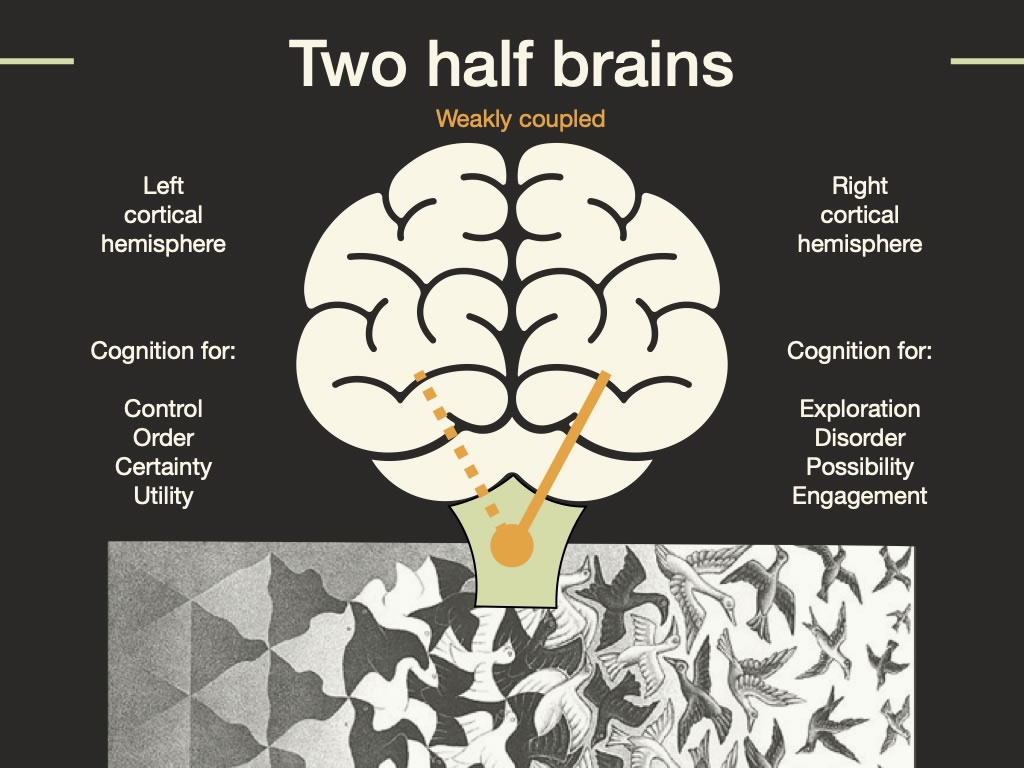 Two half brains
Weakly coupled
Left
cortical
hemisphere
Cognition for:
Control
Order
Certainty
Utility
Right
cortical
hemisphere
Cognition for:
Exploration
Disorder
Possibility
Engagement